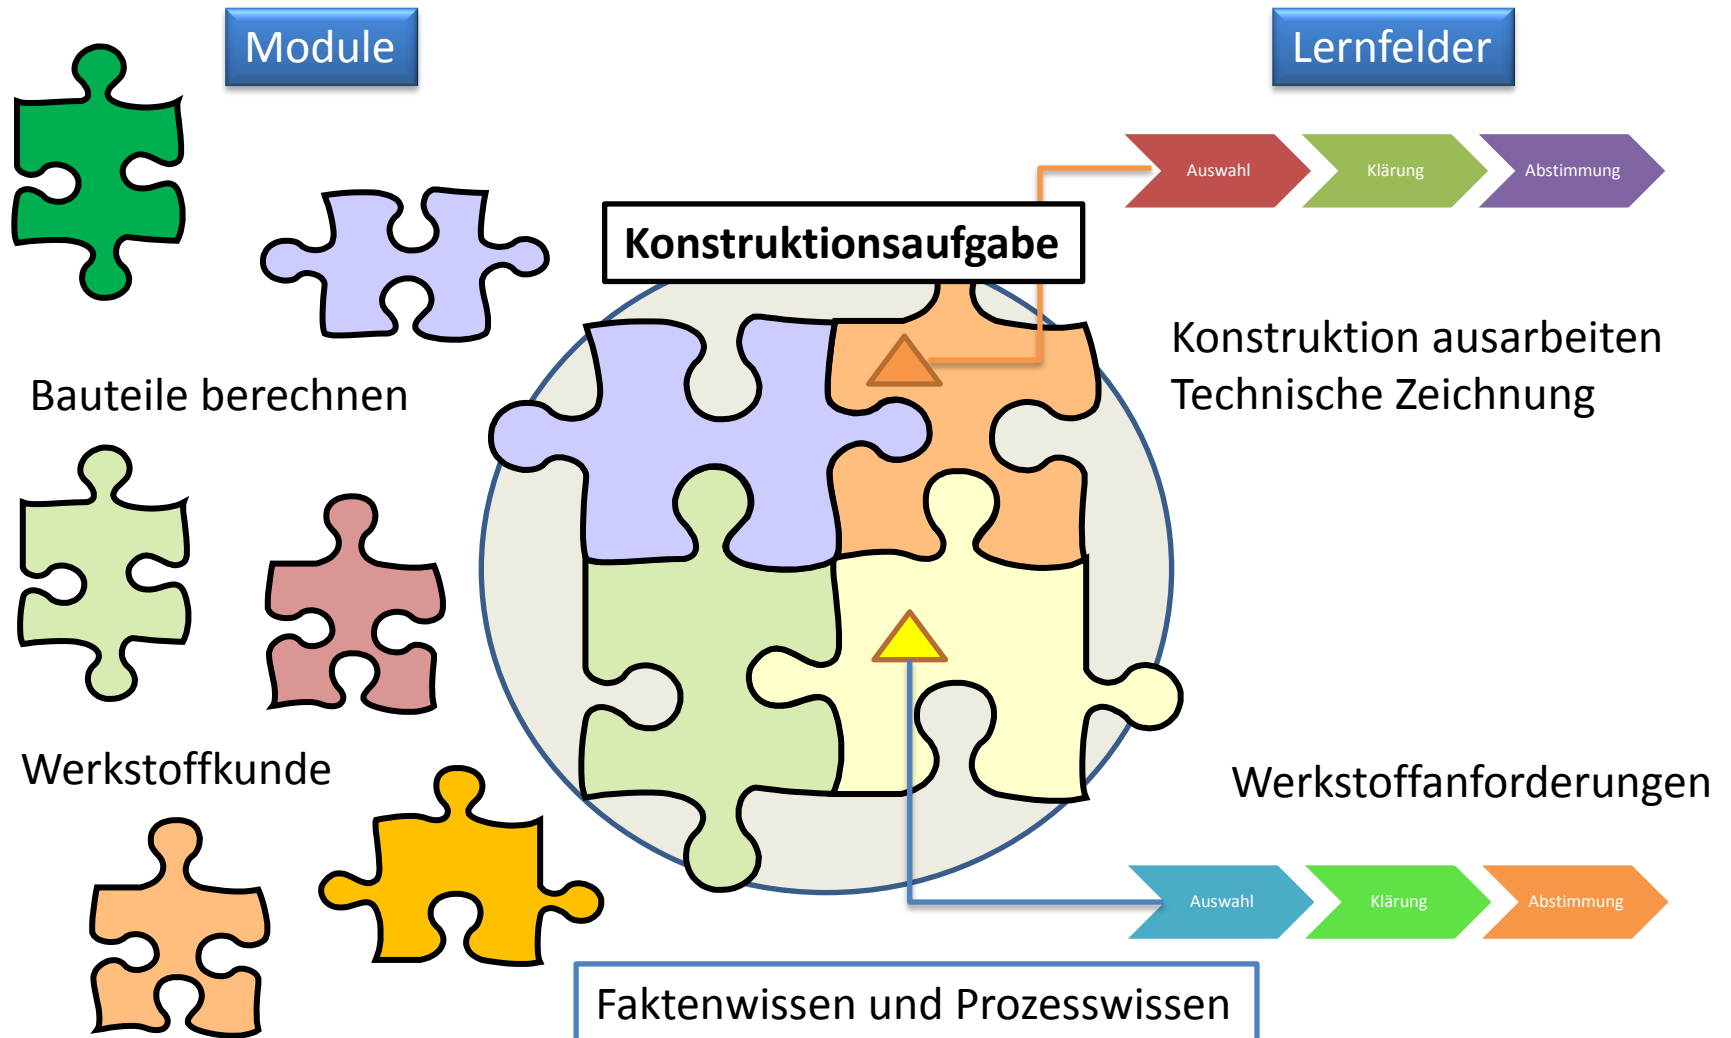 Module
Lernfelder
Auswahl
Klärung
Abstimmung
Konstruktionsaufgabe
Konstruktion ausarbeiten
Technische Zeichnung
Bauteile berechnen
Werkstoffkunde
Werkstoffanforderungen
Auswahl
Klärung
Abstimmung
Faktenwissen und Prozesswissen